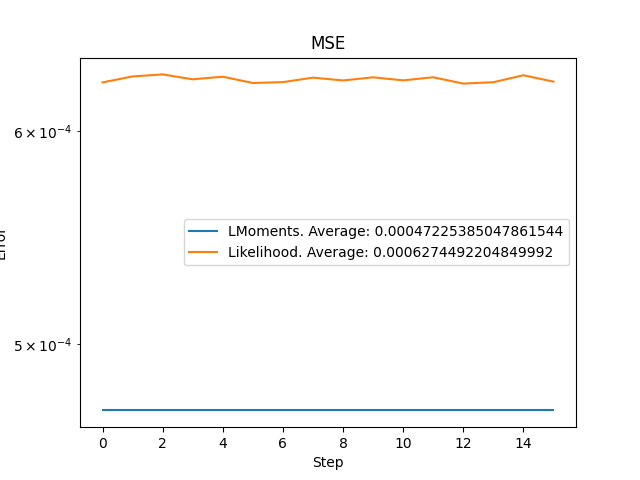 MSE
6 × 10⁻⁴
LMoments. Average: 0.00047225385047861544
Likelihood. Average: 0.0006274492204849992
Error
5 × 10⁻⁴
0 2 4 6 8 10 12 14
Step